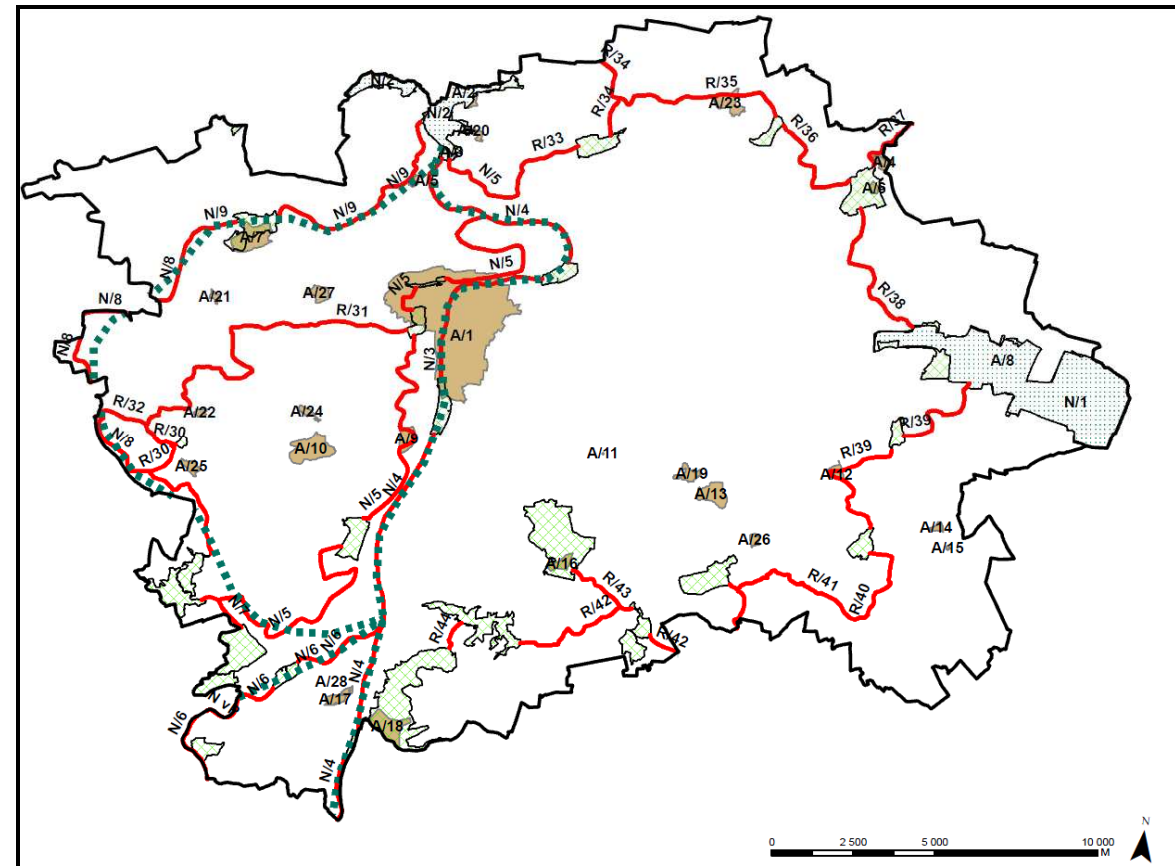 R/34
N/2
A/2
R/35
R/34
A/23
N/2
R/36
R/37
R/33
A/4
N/5
A/5
N/9
A/6
N/9
N/9
N/4
A/7
N/8
N/5
N/5
R/38
A/21
A/27
N/8
R/31
A/1
N/8
N/3
A/8
N/1
R/32
A/22
A/24
R/30
N/8
A/10
A/9
R/39
R/30
A/25
A/11
R/39
A/19
A/12
A/13
N/4
N/5
A/14
A/15
A/26
A/16
R/43
R/41
R/42
R/40
N/5
R/44
N/6
N/6
R/42
N/6
A/28
N/4
A/17
N/6
A/18
N/4
N
0
2 500
5 000
10 000
M